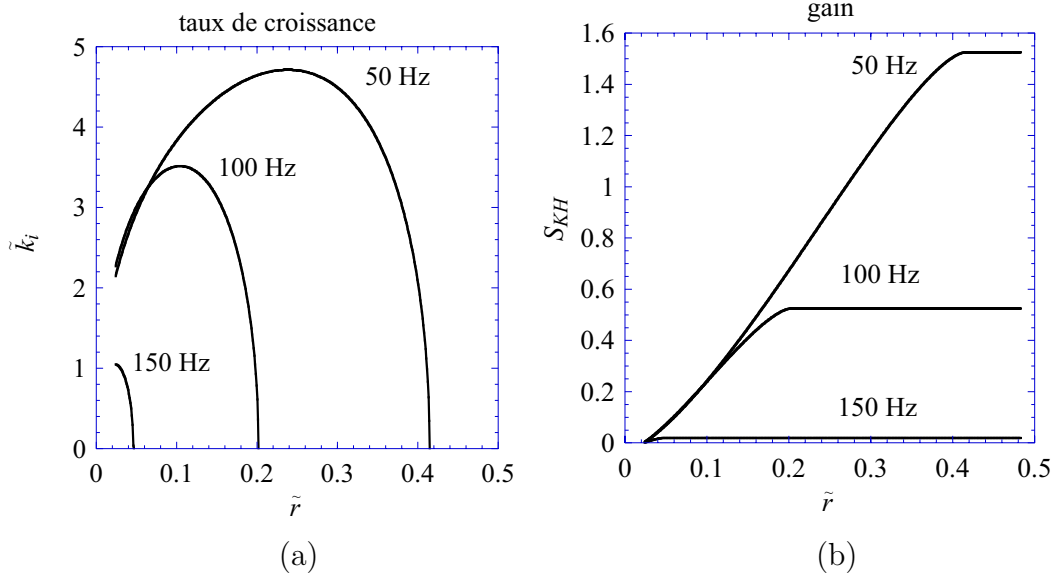 taux de croissance
5
4
3
2
1
0
k̃ᵢ
50 Hz
100 Hz
150 Hz
0 0.1 0.2 0.3 0.4 0.5
r̃
(a)
gain
1.6
1.4
1.2
1
0.8
0.6
0.4
0.2
0
S_KH
50 Hz
100 Hz
150 Hz
0 0.1 0.2 0.3 0.4 0.5
r̃
(b)